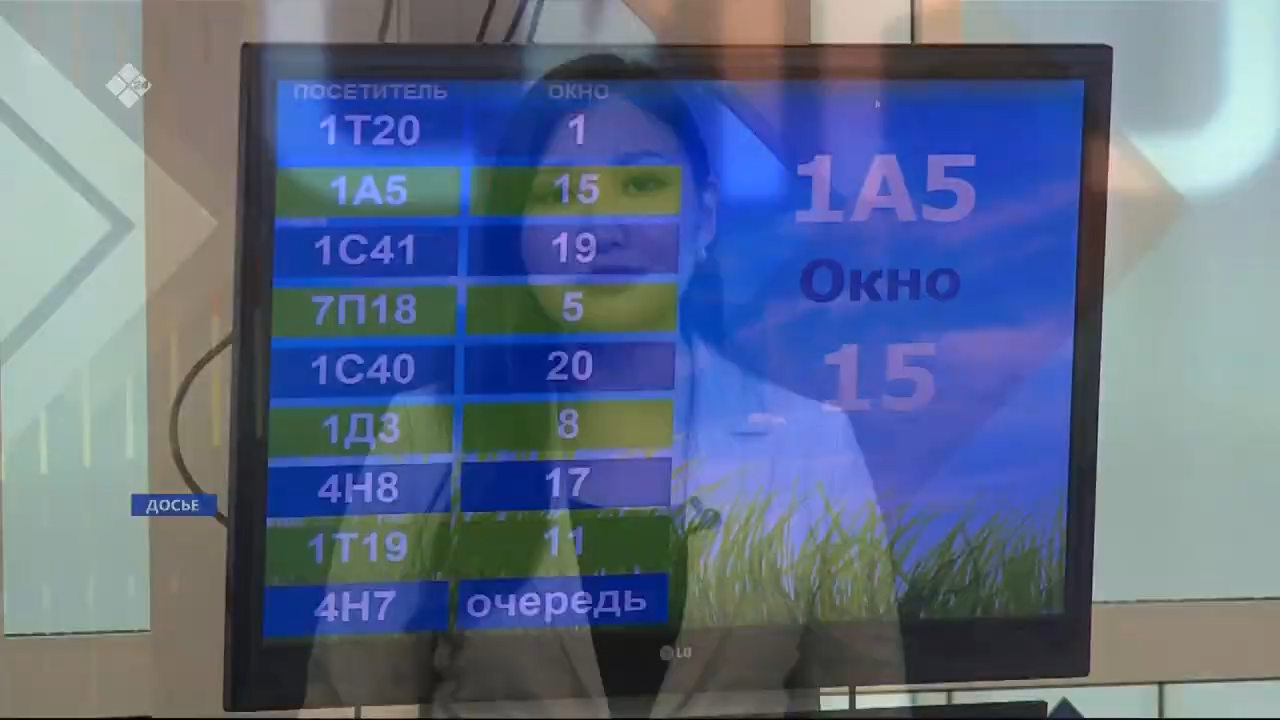 24
ПОСЕТИТЕЛЬ ОКНО
1Т20 1
1А5 15
1С41 19
7П18 5
1С40 20
1Д3 8
4Н8 17
1Т19 11
4Н7 очередь
1А5
Окно
15
ДОСЬЕ
LG